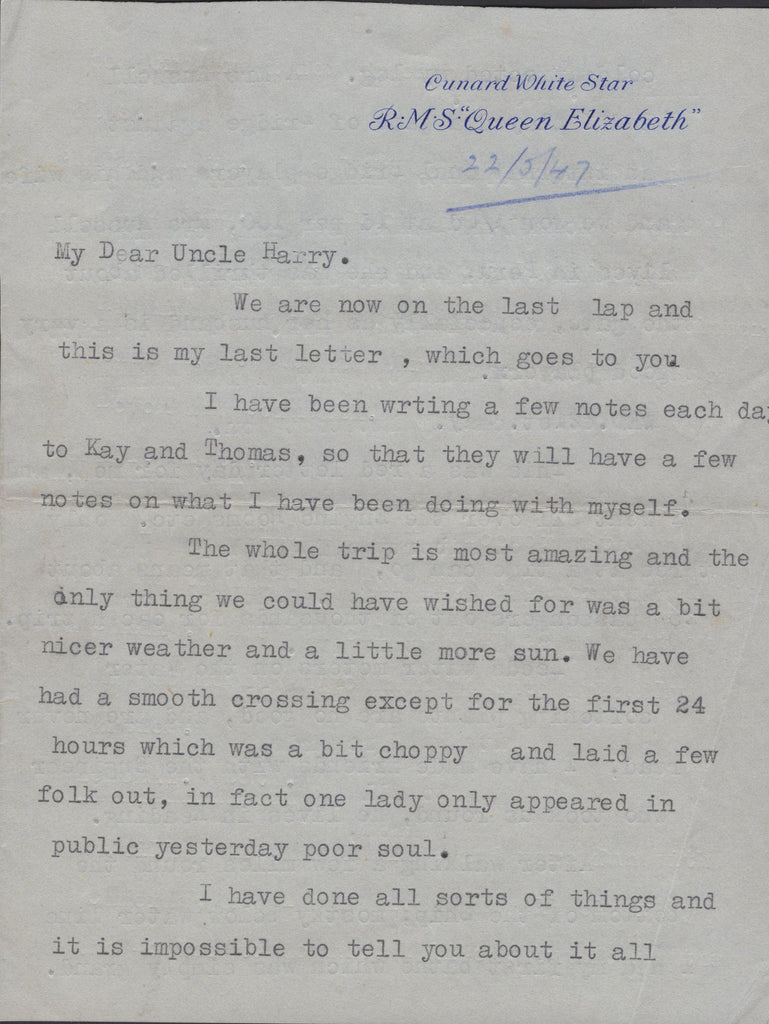 Cunard White Star
R.M.S. "Queen Elizabeth"
22/5/47
My Dear Uncle Harry.
We are now on the last lap and
this is my last letter , which goes to you
I have been wrting a few notes each day
to Kay and Thomas, so that they will have a few
notes on what I have been doing with myself.
The whole trip is most amazing and the
only thing we could have wished for was a bit
nicer weather and a little more sun. We have
had a smooth crossing except for the first 24
hours which was a bit choppy and laid a few
folk out, in fact one lady only appeared in
public yesterday poor soul.
I have done all sorts of things and
it is impossible to tell you about it all